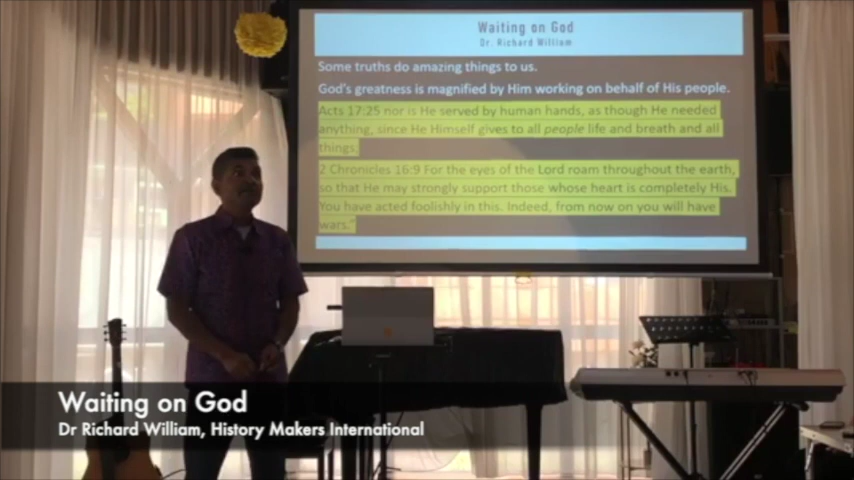 Waiting on God
Dr. Richard William
Some truths do amazing things to us.
God's greatness is magnified by Him working on behalf of His people.
Acts 17:25 nor is He served by human hands, as though He needed
anything, since He Himself gives to all people life and breath and all
things;
2 Chronicles 16:9 For the eyes of the Lord roam throughout the earth,
so that He may strongly support those whose heart is completely His.
You have acted foolishly in this. Indeed, from now on you will have
wars."
Waiting on God
Dr Richard William, History Makers International